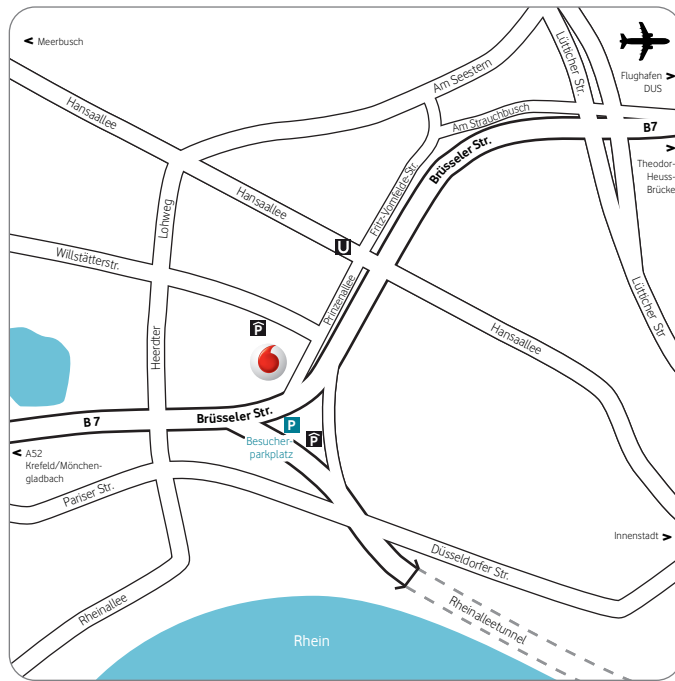 Meerbusch
Flughafen
DUS
Lütticher Str.
Am Seestern
Hansaallee
Am Strauchbusch
B7
Brüsseler Str.
Theodor-
Heuss-
Brücke
Fritz-Vomfelde-Str.
Hansaallee
Lohweg
Willstätterstr.
U
Prinzenallee
Lütticher Str
P
Hansaallee
Heerdter
B 7
Brüsseler Str.
P
Besucher-
parkplatz
P
A52
Krefeld/Mönchen-
gladbach
Pariser Str.
Innenstadt
Düsseldorfer Str.
Rheinallee
Rheinalleetunnel
Rhein